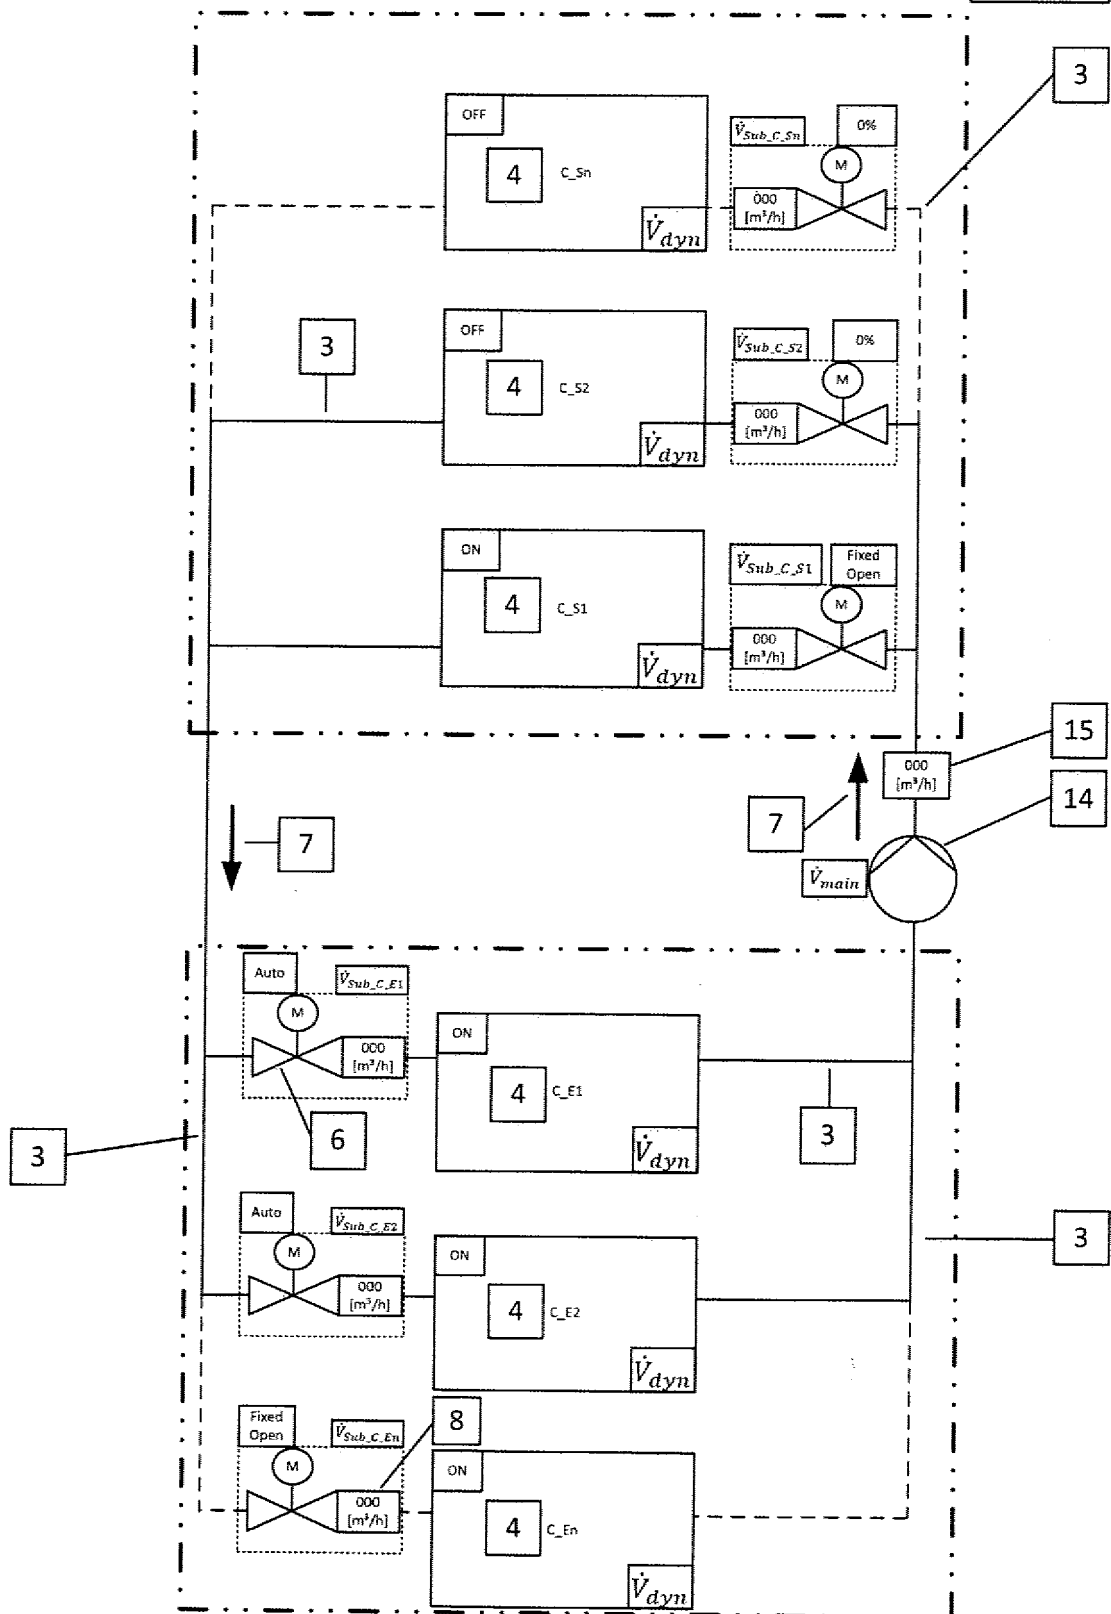 3
OFF
4
C_Sn
V̇dyn
V̇Sub_C_Sn
0%
M
000
[m³/h]
3
OFF
4
C_S2
V̇dyn
V̇Sub_C_S2
0%
M
000
[m³/h]
ON
4
C_S1
V̇dyn
V̇Sub_C_S1
Fixed
Open
M
000
[m³/h]
15
000
[m³/h]
14
7
7
V̇main
Auto
V̇Sub_C_E1
M
000
[m³/h]
6
ON
4
C_E1
V̇dyn
3
3
Auto
V̇Sub_C_E2
M
000
[m³/h]
ON
4
C_E2
V̇dyn
3
Fixed
Open
V̇Sub_C_En
M
000
[m³/h]
8
ON
4
C_En
V̇dyn